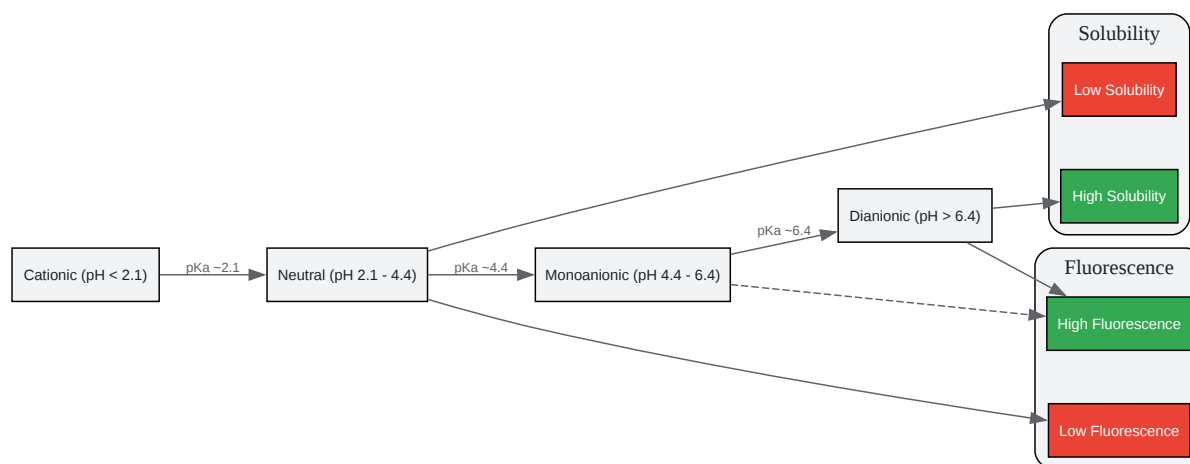 Solubility
Low Solubility
High Solubility
Dianionic (pH > 6.4)
pKa ~6.4
Cationic (pH < 2.1)
pKa ~2.1
Neutral (pH 2.1 - 4.4)
pKa ~4.4
Monoanionic (pH 4.4 - 6.4)
Fluorescence
High Fluorescence
Low Fluorescence